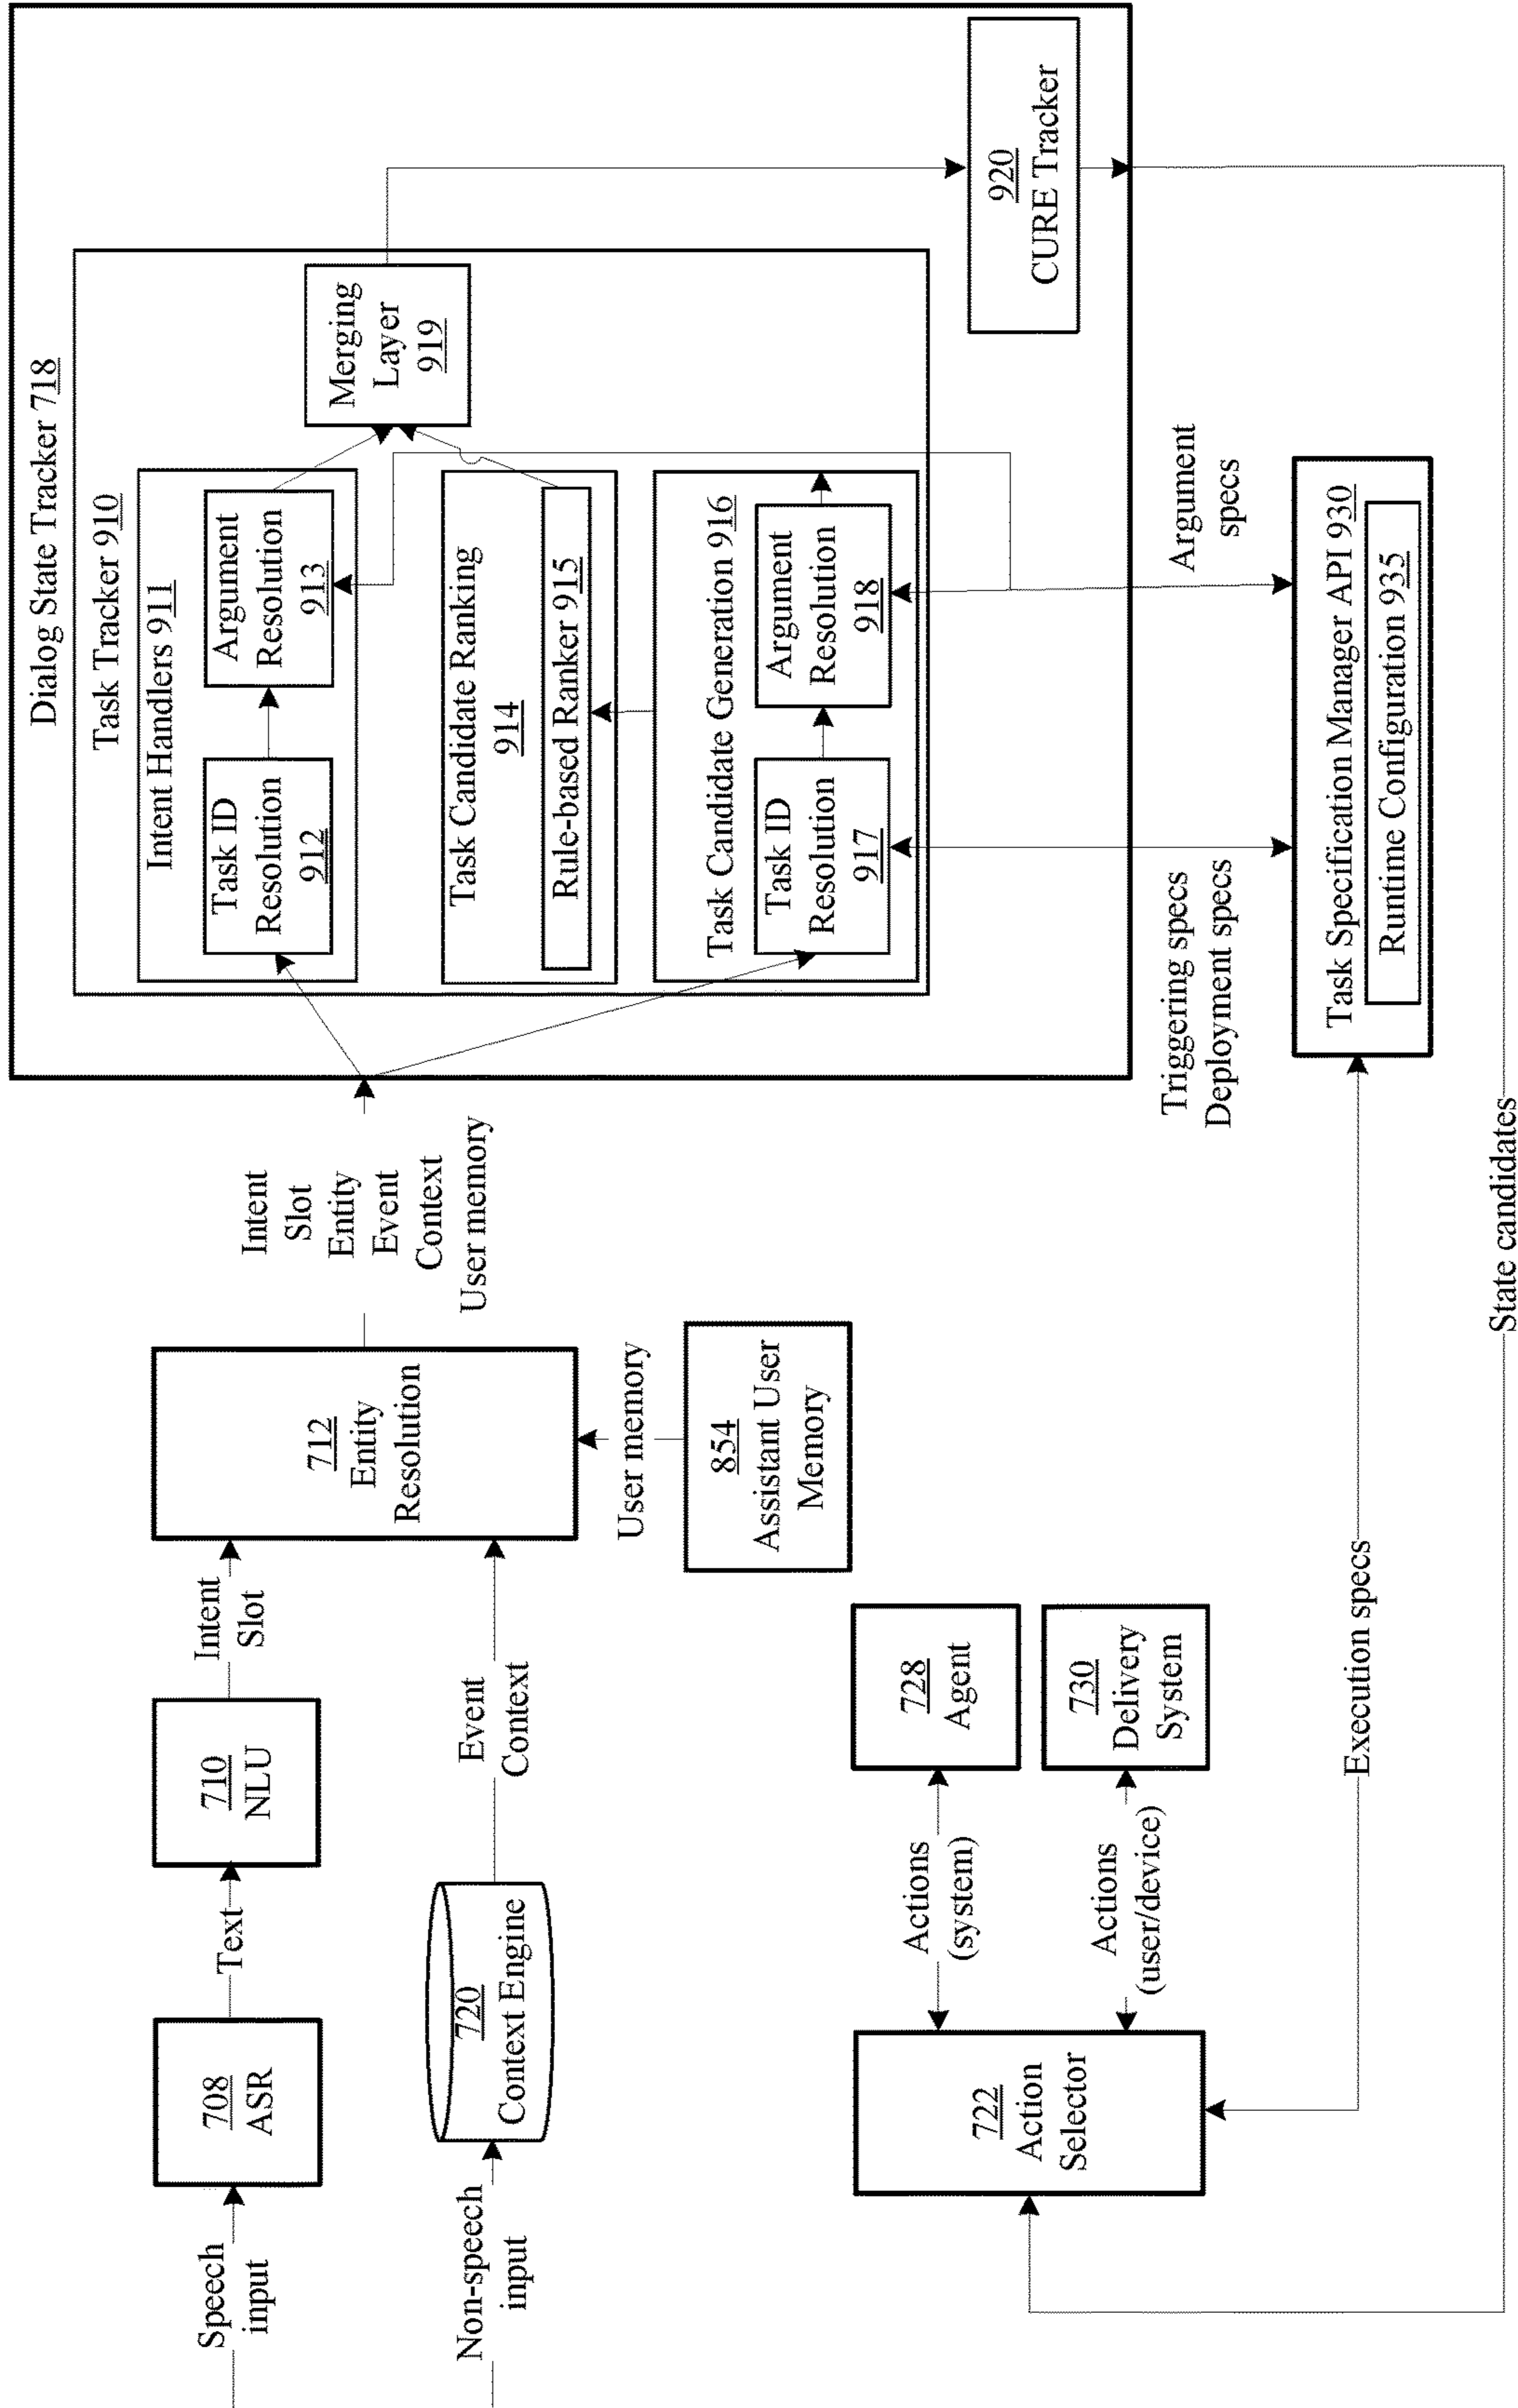 Speech
input
708
ASR
Text
710
NLU
Intent
Slot
Non-speech
input
720
Context Engine
Event
Context
712
Entity
Resolution
User memory
854
Assistant User
Memory
Intent
Slot
Entity
Event
Context
User memory
Dialog State Tracker 718
Task Tracker 910
Intent Handlers 911
Task ID
Resolution
912
Argument
Resolution
913
Task Candidate Ranking
914
Rule-based Ranker 915
Task Candidate Generation 916
Task ID
Resolution
917
Argument
Resolution
918
Merging
Layer
919
920
CURE Tracker
Triggering specs
Deployment specs
Argument
specs
Task Specification Manager API 930
Runtime Configuration 935
722
Action
Selector
Actions
(system)
728
Agent
Actions
(user/device)
730
Delivery
System
Execution specs
State candidates